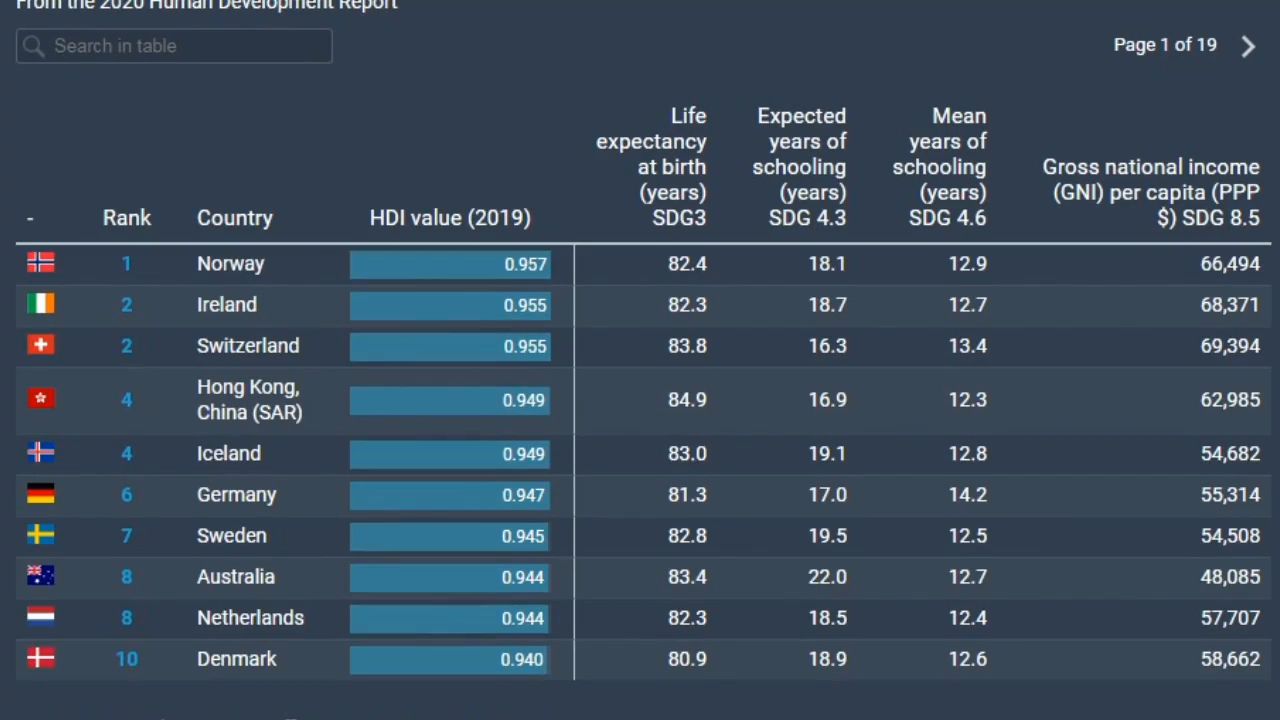 From the 2020 Human Development Report
Search in table
Page 1 of 19
Life expectancy at birth (years) SDG3
Expected years of schooling (years) SDG 4.3
Mean years of schooling (years) SDG 4.6
Gross national income (GNI) per capita (PPP $) SDG 8.5
- Rank Country HDI value (2019)
1 Norway 0.957 82.4 18.1 12.9 66,494
2 Ireland 0.955 82.3 18.7 12.7 68,371
2 Switzerland 0.955 83.8 16.3 13.4 69,394
4 Hong Kong, China (SAR) 0.949 84.9 16.9 12.3 62,985
4 Iceland 0.949 83.0 19.1 12.8 54,682
6 Germany 0.947 81.3 17.0 14.2 55,314
7 Sweden 0.945 82.8 19.5 12.5 54,508
8 Australia 0.944 83.4 22.0 12.7 48,085
8 Netherlands 0.944 82.3 18.5 12.4 57,707
10 Denmark 0.940 80.9 18.9 12.6 58,662